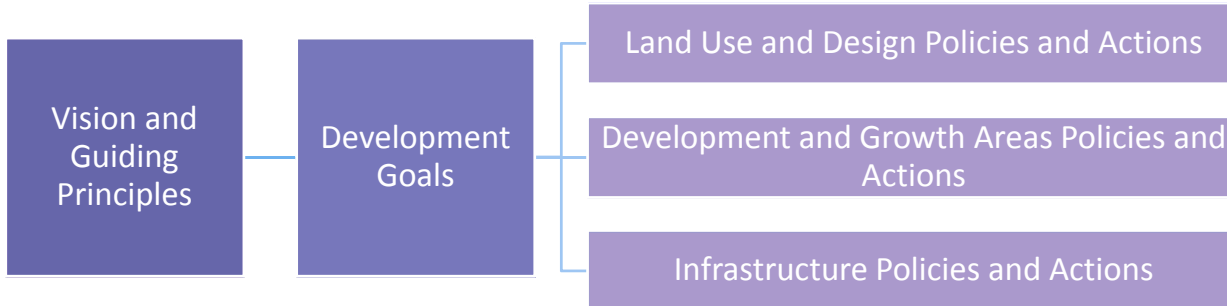 Vision and
Guiding
Principles
Development
Goals
Land Use and Design Policies and Actions
Development and Growth Areas Policies and
Actions
Infrastructure Policies and Actions